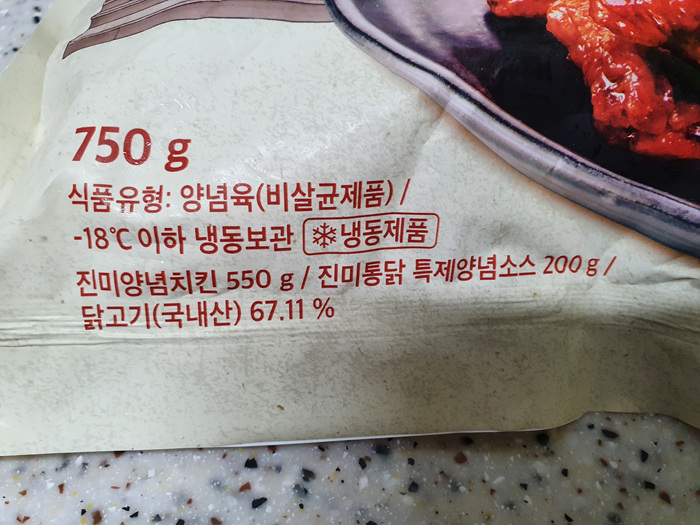 750 g
식품유형: 양념육(비살균제품) /
-18℃ 이하 냉동보관 냉동제품
진미양념치킨 550 g / 진미통닭 특제양념소스 200 g /
닭고기(국내산) 67.11 %